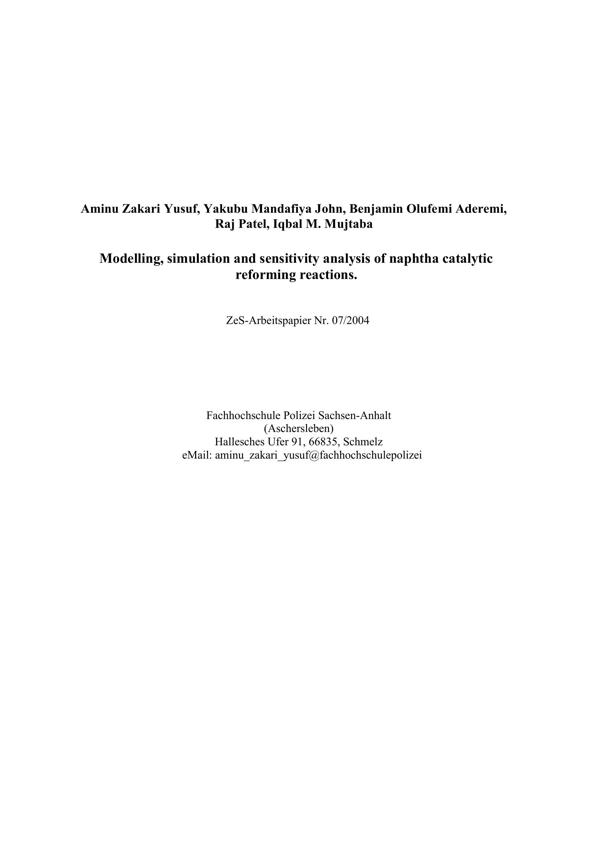 Aminu Zakari Yusuf, Yakubu Mandafiya John, Benjamin Olufemi Aderemi,
Raj Patel, Iqbal M. Mujtaba
Modelling, simulation and sensitivity analysis of naphtha catalytic
reforming reactions.
ZeS-Arbeitspapier Nr. 07/2004
Fachhochschule Polizei Sachsen-Anhalt
(Aschersleben)
Hallesches Ufer 91, 66835, Schmelz
eMail: aminu_zakari_yusuf@fachhochschulepolizei